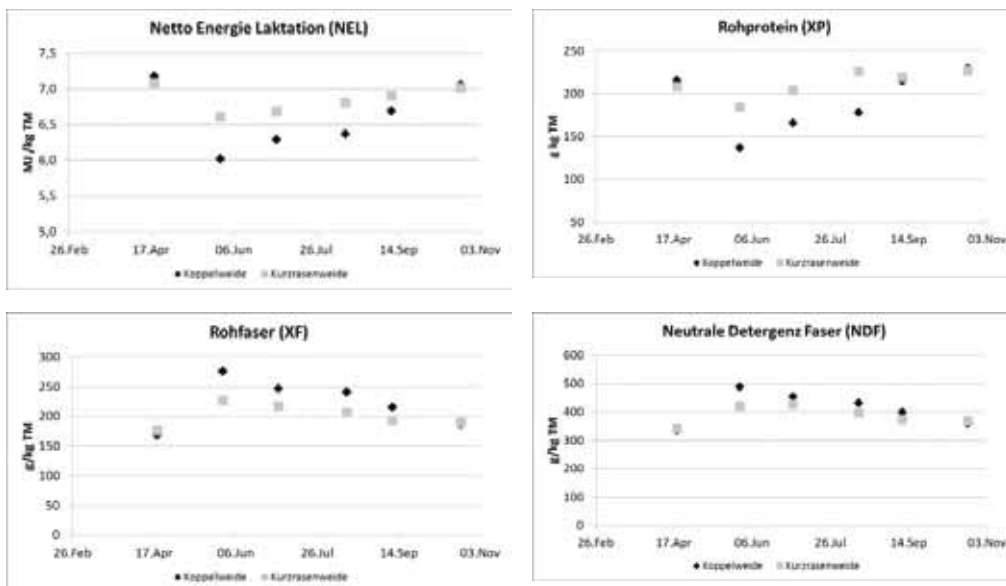 Netto Energie Laktation (NEL)
7,5
7,0
6,5
6,0
5,5
5,0
MJ /kg TM
26.Feb 17.Apr 06.Jun 26.Jul 14.Sep 03.Nov
Koppelweide Kurzrasenweide
Rohprotein (XP)
250
200
150
100
50
g kg TM
26.Feb 17.Apr 06.Jun 26.Jul 14.Sep 03.Nov
Koppelweide Kurzrasenweide
Rohfaser (XF)
300
250
200
150
100
50
0
g/kg TM
26.Feb 17.Apr 06.Jun 26.Jul 14.Sep 03.Nov
Koppelweide Kurzrasenweide
Neutrale Detergenz Faser (NDF)
600
500
400
300
200
100
0
g/kg TM
26.Feb 17.Apr 06.Jun 26.Jul 14.Sep 03.Nov
Koppelweide Kurzrasenweide